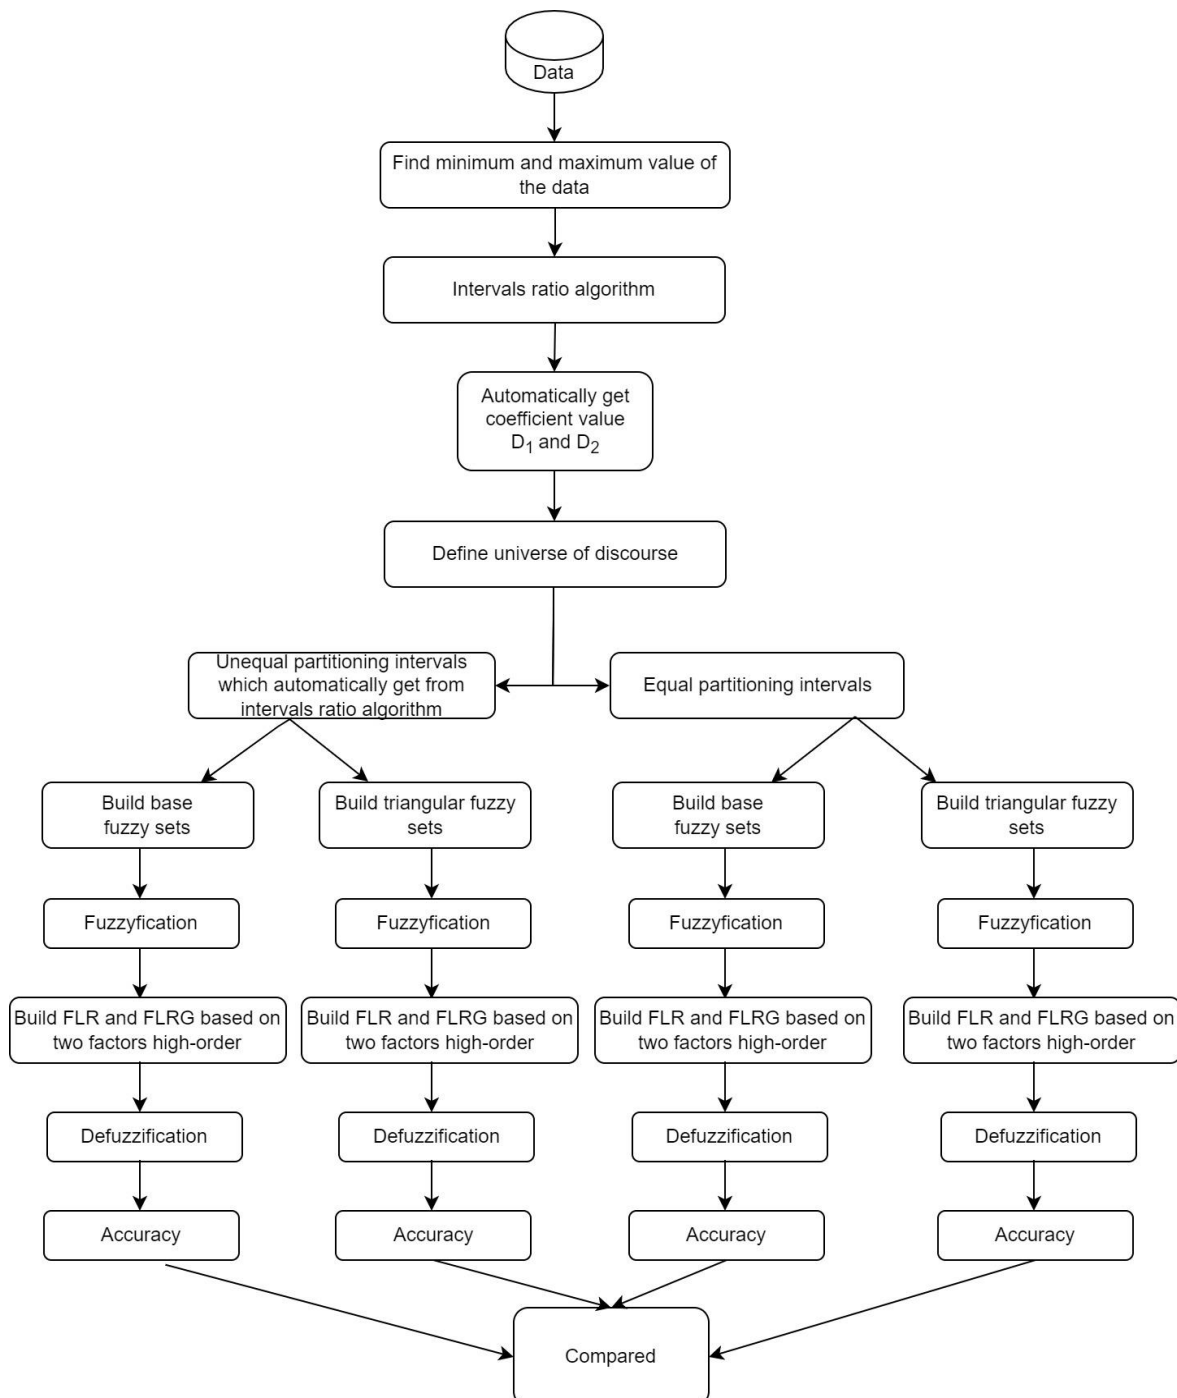 Data
Find minimum and maximum value of
the data
Intervals ratio algorithm
Automatically get
coefficient value
D₁ and D₂
Define universe of discourse
Unequal partitioning intervals
which automatically get from
intervals ratio algorithm
Equal partitioning intervals
Build base
fuzzy sets
Build triangular fuzzy
sets
Build base
fuzzy sets
Build triangular fuzzy
sets
Fuzzyfication
Fuzzyfication
Fuzzyfication
Fuzzyfication
Build FLR and FLRG based on
two factors high-order
Build FLR and FLRG based on
two factors high-order
Build FLR and FLRG based on
two factors high-order
Build FLR and FLRG based on
two factors high-order
Defuzzification
Defuzzification
Defuzzification
Defuzzification
Accuracy
Accuracy
Accuracy
Accuracy
Compared